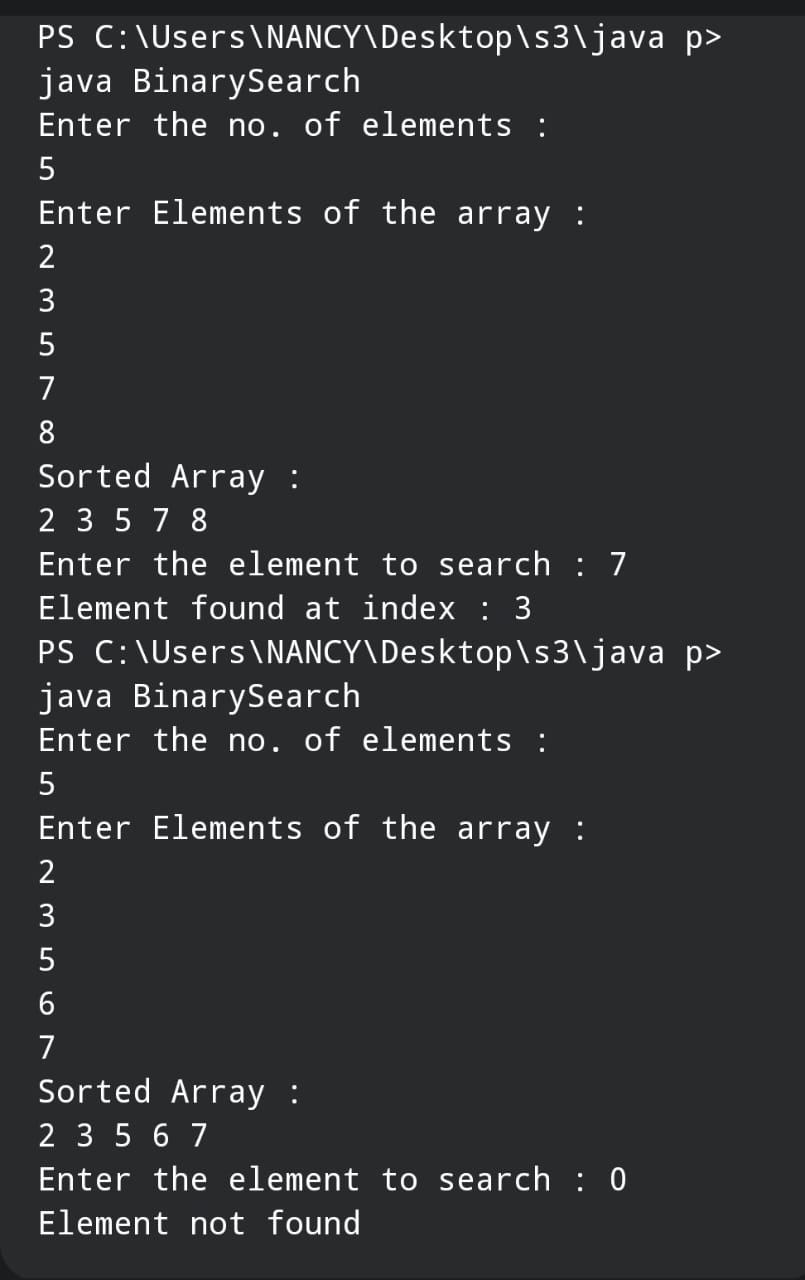 PS C:\Users\NANCY\Desktop\s3\java p>
java BinarySearch
Enter the no. of elements :
5
Enter Elements of the array :
2
3
5
7
8
Sorted Array :
2 3 5 7 8
Enter the element to search : 7
Element found at index : 3
PS C:\Users\NANCY\Desktop\s3\java p>
java BinarySearch
Enter the no. of elements :
5
Enter Elements of the array :
2
3
5
6
7
Sorted Array :
2 3 5 6 7
Enter the element to search : 0
Element not found